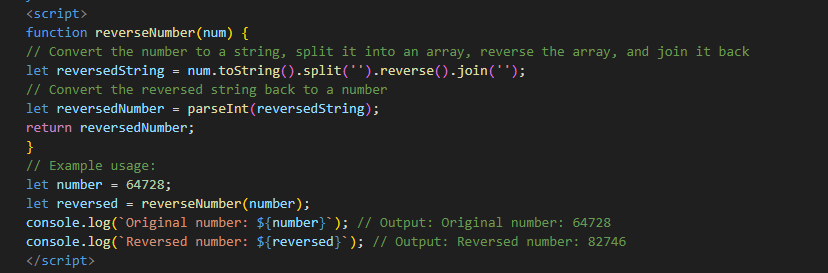 <script>
function reverseNumber(num) {
// Convert the number to a string, split it into an array, reverse the array, and join it back
let reversedString = num.toString().split('').reverse().join('');
// Convert the reversed string back to a number
let reversedNumber = parseInt(reversedString);
return reversedNumber;
}
// Example usage:
let number = 64728;
let reversed = reverseNumber(number);
console.log(`Original number: ${number}`); // Output: Original number: 64728
console.log(`Reversed number: ${reversed}`); // Output: Reversed number: 82746
</script>